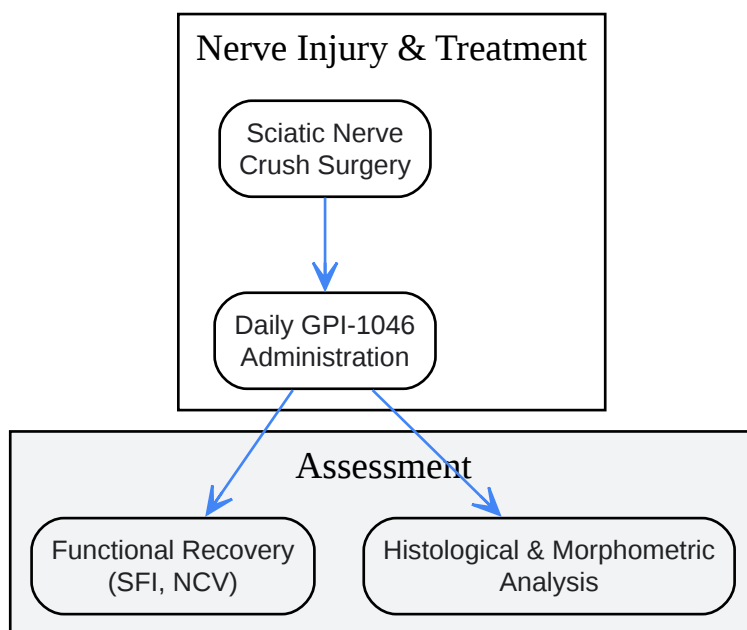 Nerve Injury & Treatment
Sciatic Nerve
Crush Surgery
Daily GPI-1046
Administration
Assessment
Functional Recovery
(SFI, NCV)
Histological & Morphometric
Analysis